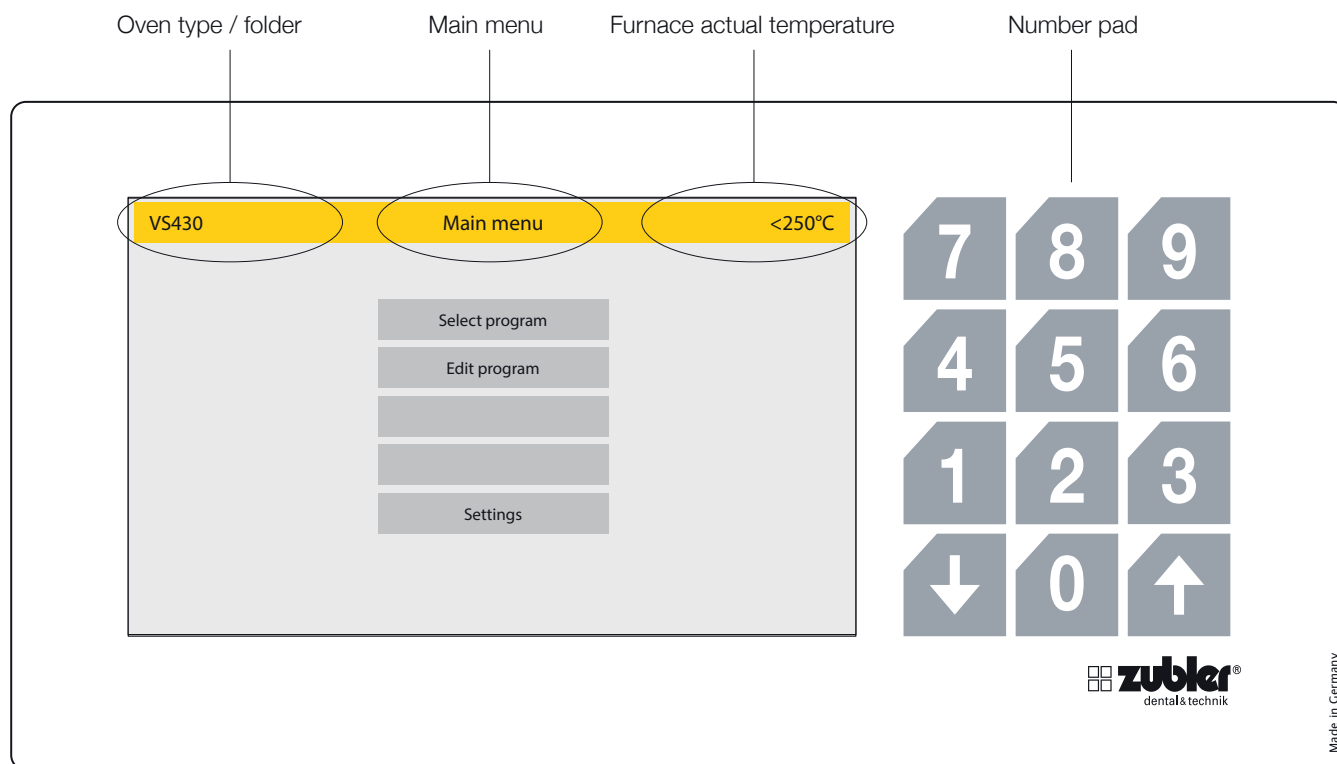 Oven type / folder
Main menu
Furnace actual temperature
Number pad
VS430
Main menu
<250°C
Select program
Edit program
Settings
7 8 9
4 5 6
1 2 3
0
zubler®
dental&technik
Made in Germany